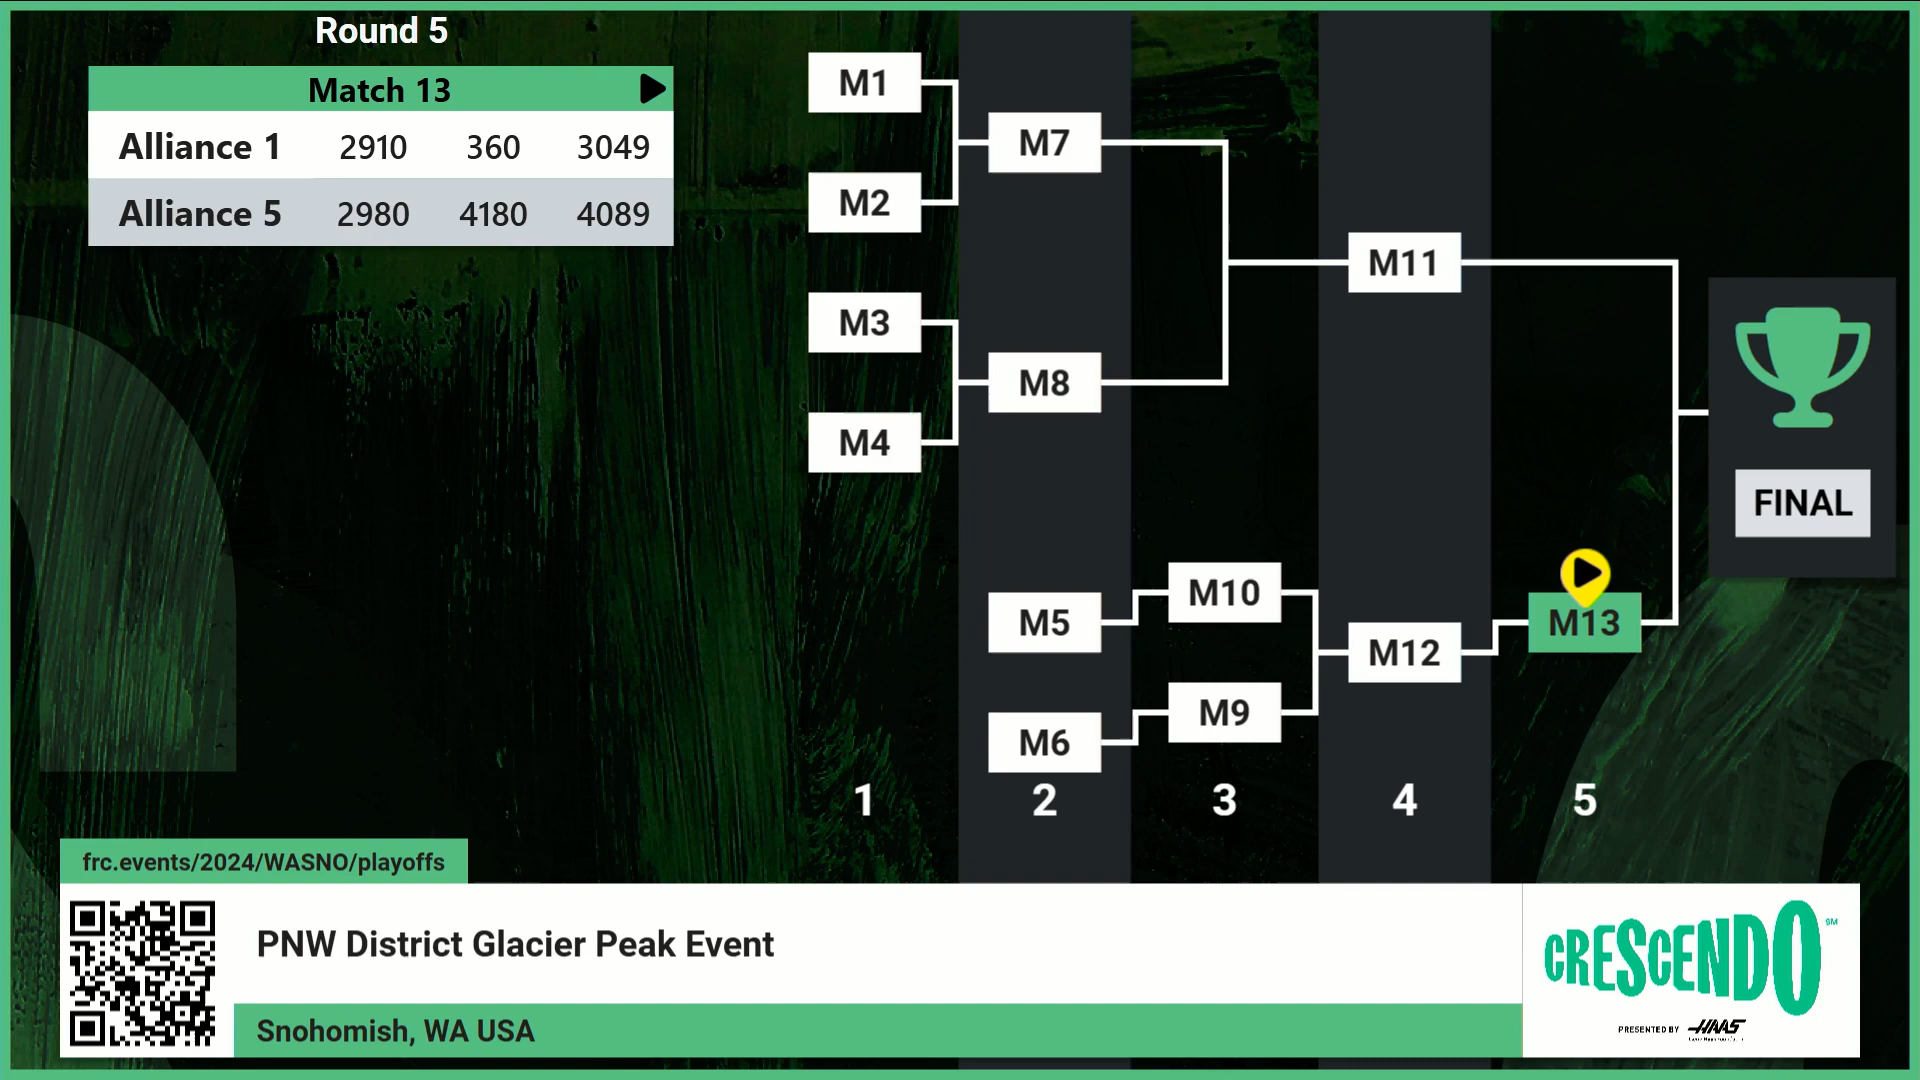 Round 5
Match 13
Alliance 1 2910 360 3049
Alliance 5 2980 4180 4089
M1
M2
M3
M4
M7
M8
M5
M6
M10
M9
M11
M12
M13
FINAL
1 2 3 4 5
frc.events/2024/WASNO/playoffs
PNW District Glacier Peak Event
Snohomish, WA USA
CRESCENDO SM
PRESENTED BY HAAS